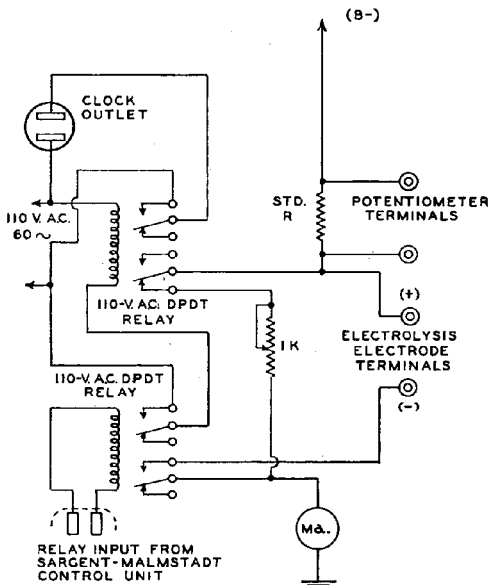 (B-)
CLOCK
OUTLET
110 V. A.C.
60 ~
STD.
R
POTENTIOMETER
TERMINALS
110-V. A.C. DPDT
RELAY
(+)
1K
ELECTROLYSIS
ELECTRODE
TERMINALS
(-)
110-V. A.C. DPDT
RELAY
Ma.
RELAY INPUT FROM
SARGENT-MALMSTADT
CONTROL UNIT